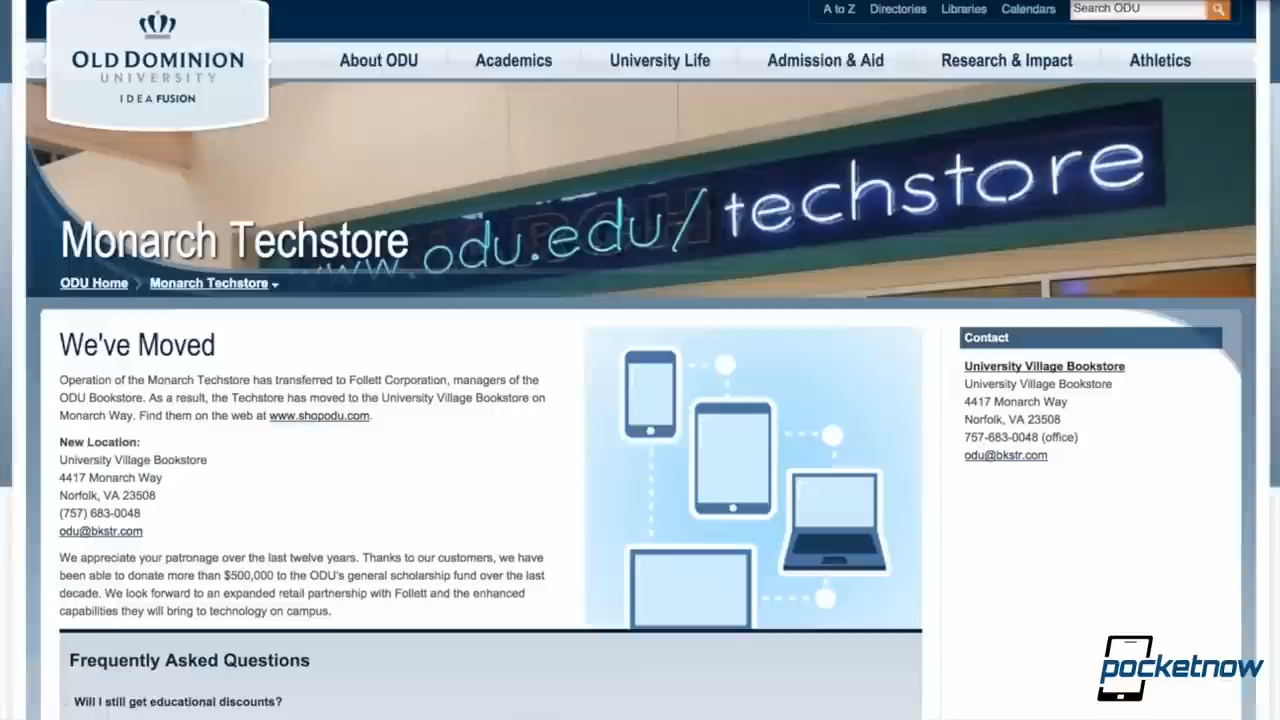 A to Z Directories Libraries Calendars Search ODU
OLD DOMINION
UNIVERSITY
IDEA FUSION
About ODU Academics University Life Admission & Aid Research & Impact Athletics
www.odu.edu/techstore
Monarch Techstore
ODU Home Monarch Techstore
We've Moved
Operation of the Monarch Techstore has transferred to Follett Corporation, managers of the
ODU Bookstore. As a result, the Techstore has moved to the University Village Bookstore on
Monarch Way. Find them on the web at www.shopodu.com.
New Location:
University Village Bookstore
4417 Monarch Way
Norfolk, VA 23508
(757) 683-0048
odu@bkstr.com
We appreciate your patronage over the last twelve years. Thanks to our customers, we have
been able to donate more than $500,000 to the ODU's general scholarship fund over the last
decade. We look forward to an expanded retail partnership with Follett and the enhanced
capabilities they will bring to technology on campus.
Frequently Asked Questions
Will I still get educational discounts?
Contact
University Village Bookstore
University Village Bookstore
4417 Monarch Way
Norfolk, VA 23508
757-683-0048 (office)
odu@bkstr.com
pocketnow